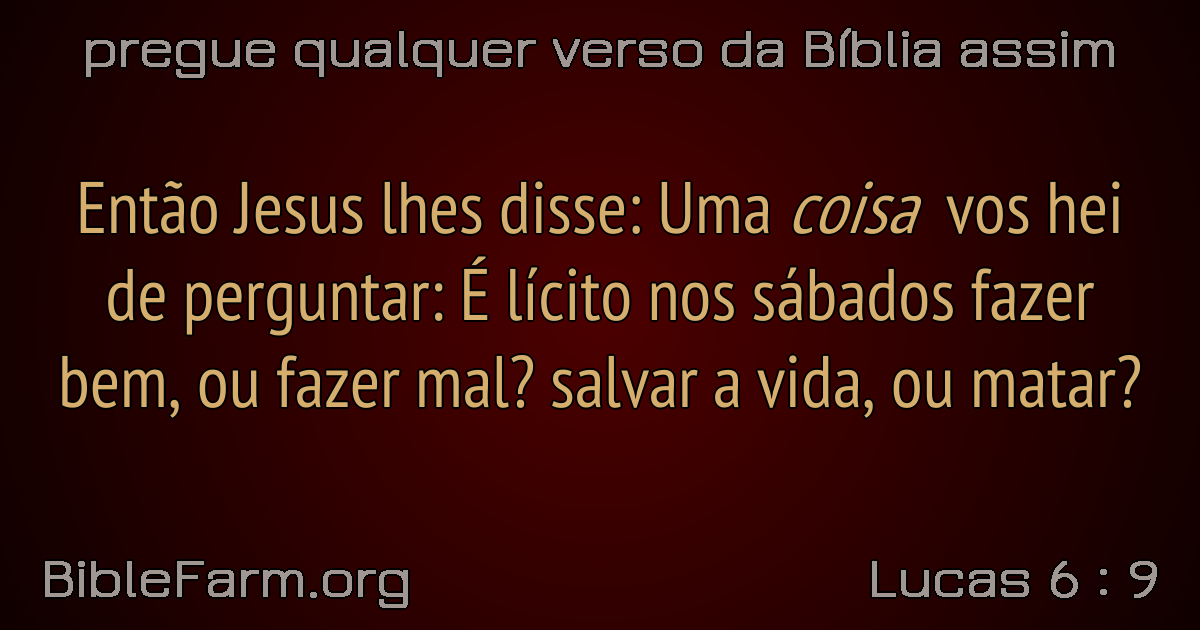 pregue qualquer verso da Bíblia assim
Então Jesus lhes disse: Uma coisa vos hei
de perguntar: É lícito nos sábados fazer
bem, ou fazer mal? salvar a vida, ou matar?
BibleFarm.org
Lucas 6 : 9